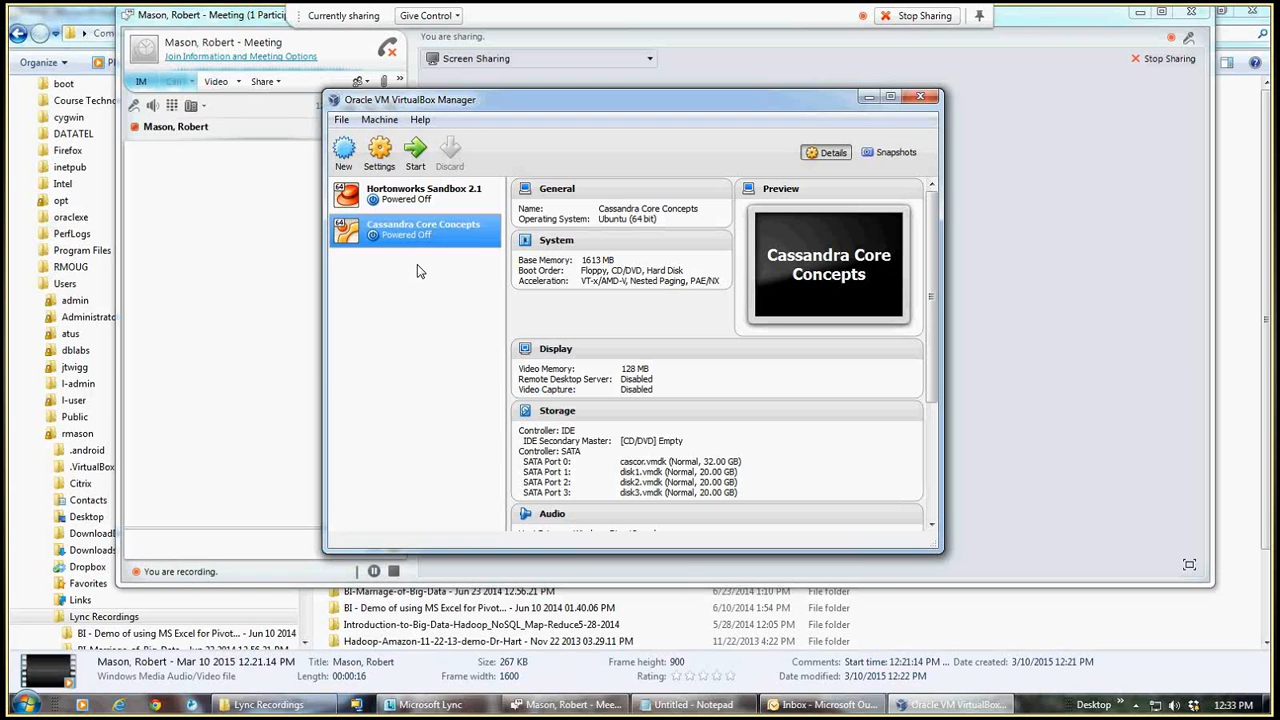 Mason, Robert - Meeting (1 Partici
Currently sharing
Give Control
Stop Sharing
Com
Mason, Robert - Meeting
Join Information and Meeting Options
You are sharing.
Screen Sharing
Stop Sharing
Organize
IM
Call
Video
Share
Mason, Robert
boot
Course Techno
cygwin
DATATEL
Firefox
inetpub
Intel
opt
oraclexe
PerfLogs
Program Files
RMOUG
Users
admin
Administrato
atus
dblabs
jtwigg
l-admin
l-user
Public
rmason
.android
.VirtualBox
Citrix
Contacts
Desktop
Download
Downloads
Dropbox
Favorites
Links
Lync Recordings
BI - Demo of using MS Excel for Pivot... - Jun 10 2014
BI-Marriage-of-Big-Data - Jun 23 2014
Oracle VM VirtualBox Manager
File Machine Help
New Settings Start Discard
Details Snapshots
64 Hortonworks Sandbox 2.1
Powered Off
64 Cassandra Core Concepts
Powered Off
General
Name: Cassandra Core Concepts
Operating System: Ubuntu (64 bit)
System
Base Memory: 1613 MB
Boot Order: Floppy, CD/DVD, Hard Disk
Acceleration: VT-x/AMD-V, Nested Paging, PAE/NX
Preview
Cassandra Core
Concepts
Display
Video Memory: 128 MB
Remote Desktop Server: Disabled
Video Capture: Disabled
Storage
Controller: IDE
IDE Secondary Master: [CD/DVD] Empty
Controller: SATA
SATA Port 0: cascor.vmdk (Normal, 32.00 GB)
SATA Port 1: disk1.vmdk (Normal, 20.00 GB)
SATA Port 2: disk2.vmdk (Normal, 20.00 GB)
SATA Port 3: disk3.vmdk (Normal, 20.00 GB)
Audio
You are recording.
BI-Marriage-of-Big-Data - Jun 23 2014 12.56.21 PM 6/23/2014 1:10 PM File folder
BI - Demo of using MS Excel for Pivot... - Jun 10 2014 01.40.06 PM 6/10/2014 1:54 PM File folder
Introduction-to-Big-Data-Hadoop_NoSQL_Map-Reduce5-28-2014 5/28/2014 12:05 PM File folder
Hadoop-Amazon-11-22-13-demo-Dr-Hart - Nov 22 2013 03.29.11 PM 11/22/2013 4:22 PM File folder
Mason, Robert - Mar 10 2015 12.21.14 PM Title: Mason, Robert Size: 267 KB Frame height: 900 Comments: Start time: 12:21:14 PM Date created: 3/10/2015 12:21 PM
Windows Media Audio/Video file Length: 00:00:16 Frame width: 1600 Rating: Date modified: 3/10/2015 12:22 PM
Lync Recordings Microsoft Lync Mason, Robert - Mee... Untitled - Notepad Inbox - Microsoft Ou... Oracle VM VirtualBox... Desktop 12:33 PM